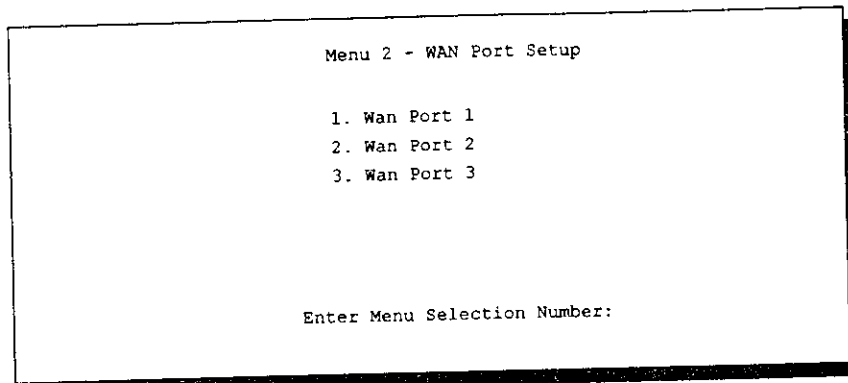 Menu 2 - WAN Port Setup
1. Wan Port 1
2. Wan Port 2
3. Wan Port 3
Enter Menu Selection Number: